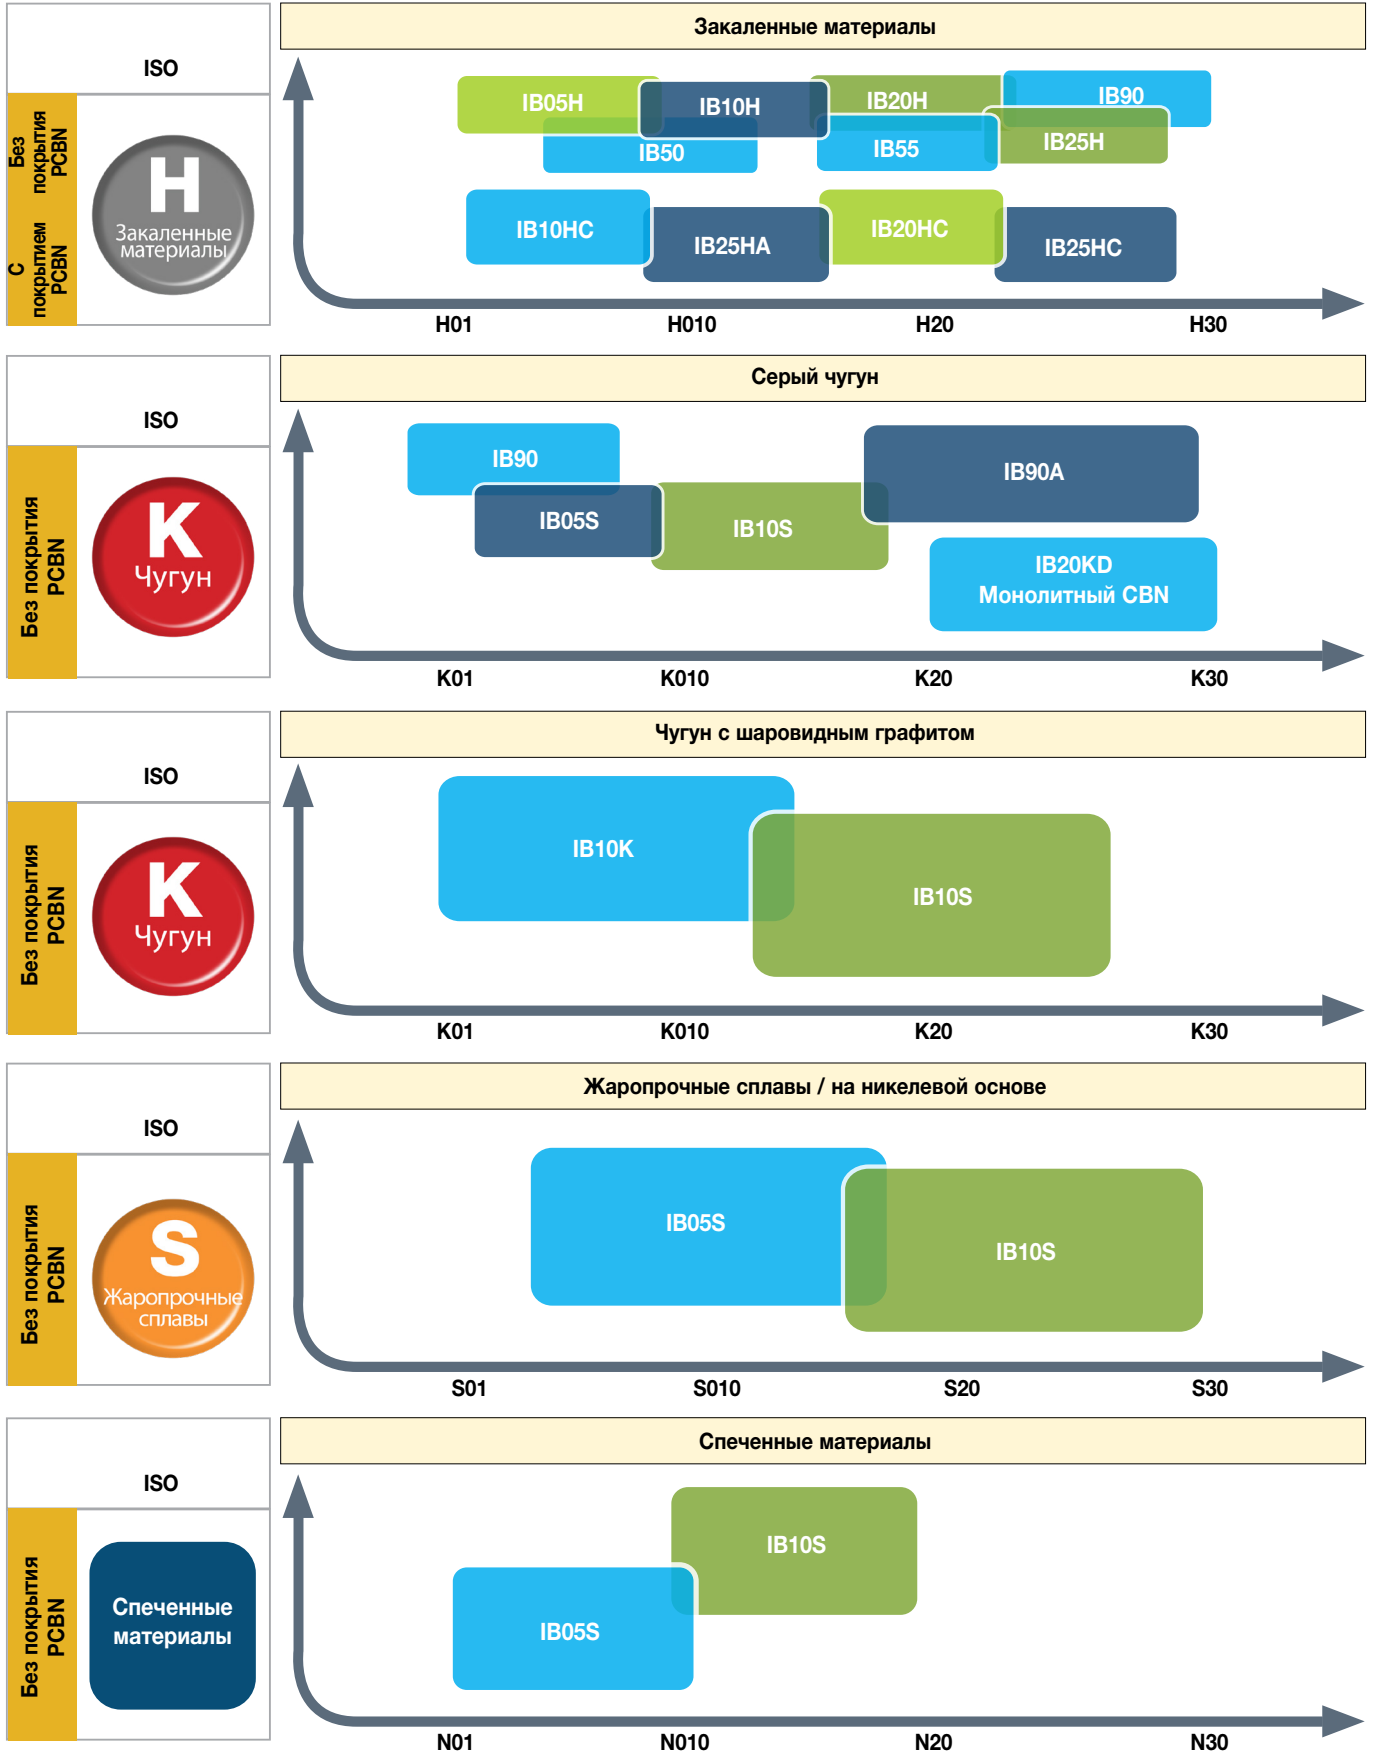 Закаленные материалы
ISO
Без
покрытия
PCBN
С
покрытием
PCBN
H
Закаленные
материалы
IB05H
IB10H
IB20H
IB90
IB50
IB55
IB25H
IB10HC
IB25HA
IB20HC
IB25HC
H01
H010
H20
H30
Серый чугун
ISO
Без покрытия
PCBN
K
Чугун
IB90
IB90A
IB05S
IB10S
IB20KD
Монолитный CBN
K01
K010
K20
K30
Чугун с шаровидным графитом
ISO
Без покрытия
PCBN
K
Чугун
IB10K
IB10S
K01
K010
K20
K30
Жаропрочные сплавы / на никелевой основе
ISO
Без покрытия
PCBN
S
Жаропрочные
сплавы
IB05S
IB10S
S01
S010
S20
S30
Спеченные материалы
ISO
Без покрытия
PCBN
Спеченные
материалы
IB10S
IB05S
N01
N010
N20
N30